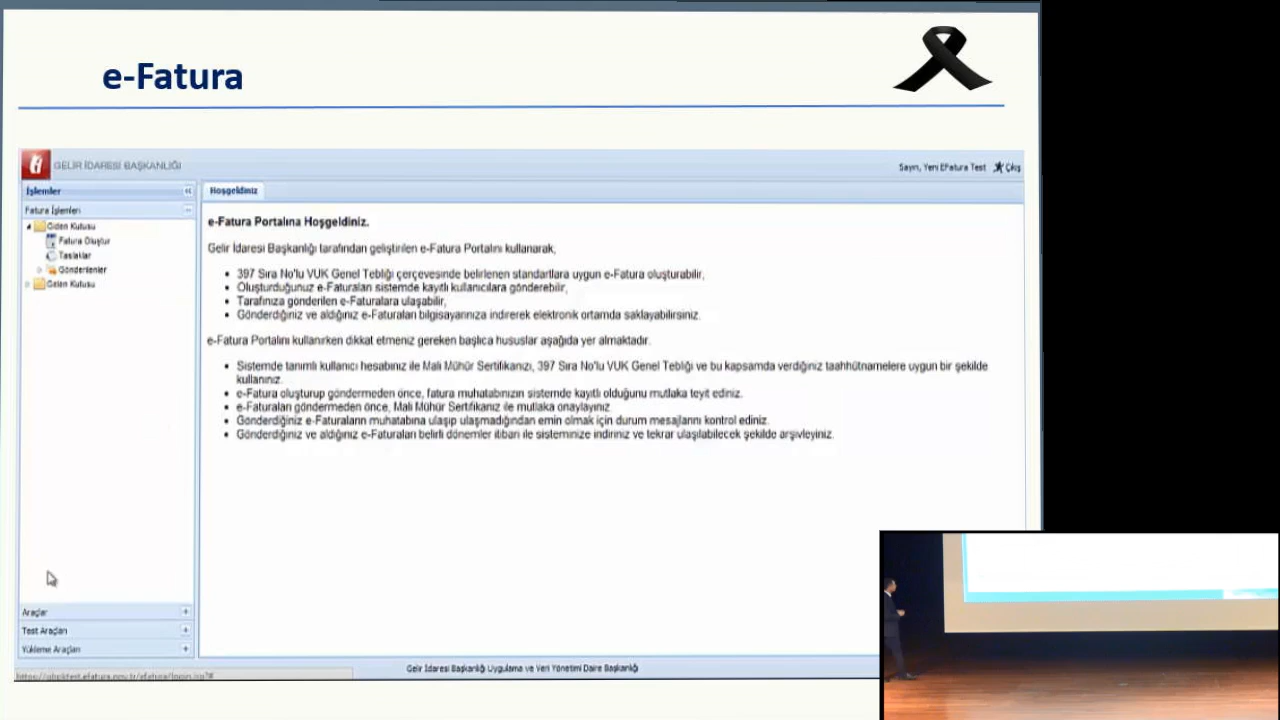 e-Fatura
GELİR İDARESİ BAŞKANLIĞI
Sayın, Yeni EFatura Test
Çıkış
İşlemler
Hoşgeldiniz
Fatura İşlemleri
Giden Kutusu
Fatura Oluştur
Taslaklar
Gönderilenler
Gelen Kutusu
e-Fatura Portalına Hoşgeldiniz.
Gelir İdaresi Başkanlığı tarafından geliştirilen e-Fatura Portalını kullanarak,
397 Sıra No'lu VUK Genel Tebliği çerçevesinde belirlenen standartlara uygun e-Fatura oluşturabilir,
Oluşturduğunuz e-Faturaları sistemde kayıtlı kullanıcılara gönderebilir,
Tarafınıza gönderilen e-Faturalara ulaşabilir,
Gönderdiğiniz ve aldığınız e-Faturaları bilgisayarınıza indirerek elektronik ortamda saklayabilirsiniz.
e-Fatura Portalını kullanırken dikkat etmeniz gereken başlıca hususlar aşağıda yer almaktadır.
Sistemde tanımlı kullanıcı hesabınız ile Mali Mühür Sertifikanızı, 397 Sıra No'lu VUK Genel Tebliği ve bu kapsamda verdiğiniz taahhütnamelere uygun bir şekilde
kullanınız.
e-Fatura oluşturup göndermeden önce, fatura muhatabınızın sistemde kayıtlı olduğunu mutlaka teyit ediniz.
e-Faturaları göndermeden önce, Mali Mühür Sertifikanız ile mutlaka onaylayınız.
Gönderdiğiniz e-Faturaların muhatabına ulaşıp ulaşmadığından emin olmak için durum mesajlarını kontrol ediniz.
Gönderdiğiniz ve aldığınız e-Faturaları belirli dönemler itibarı ile sisteminize indiriniz ve tekrar ulaşılabilecek şekilde arşivleyiniz.
Araçlar
Test Araçları
Yükleme Araçları
Gelir İdaresi Başkanlığı Uygulama ve Veri Yönetimi Daire Başkanlığı